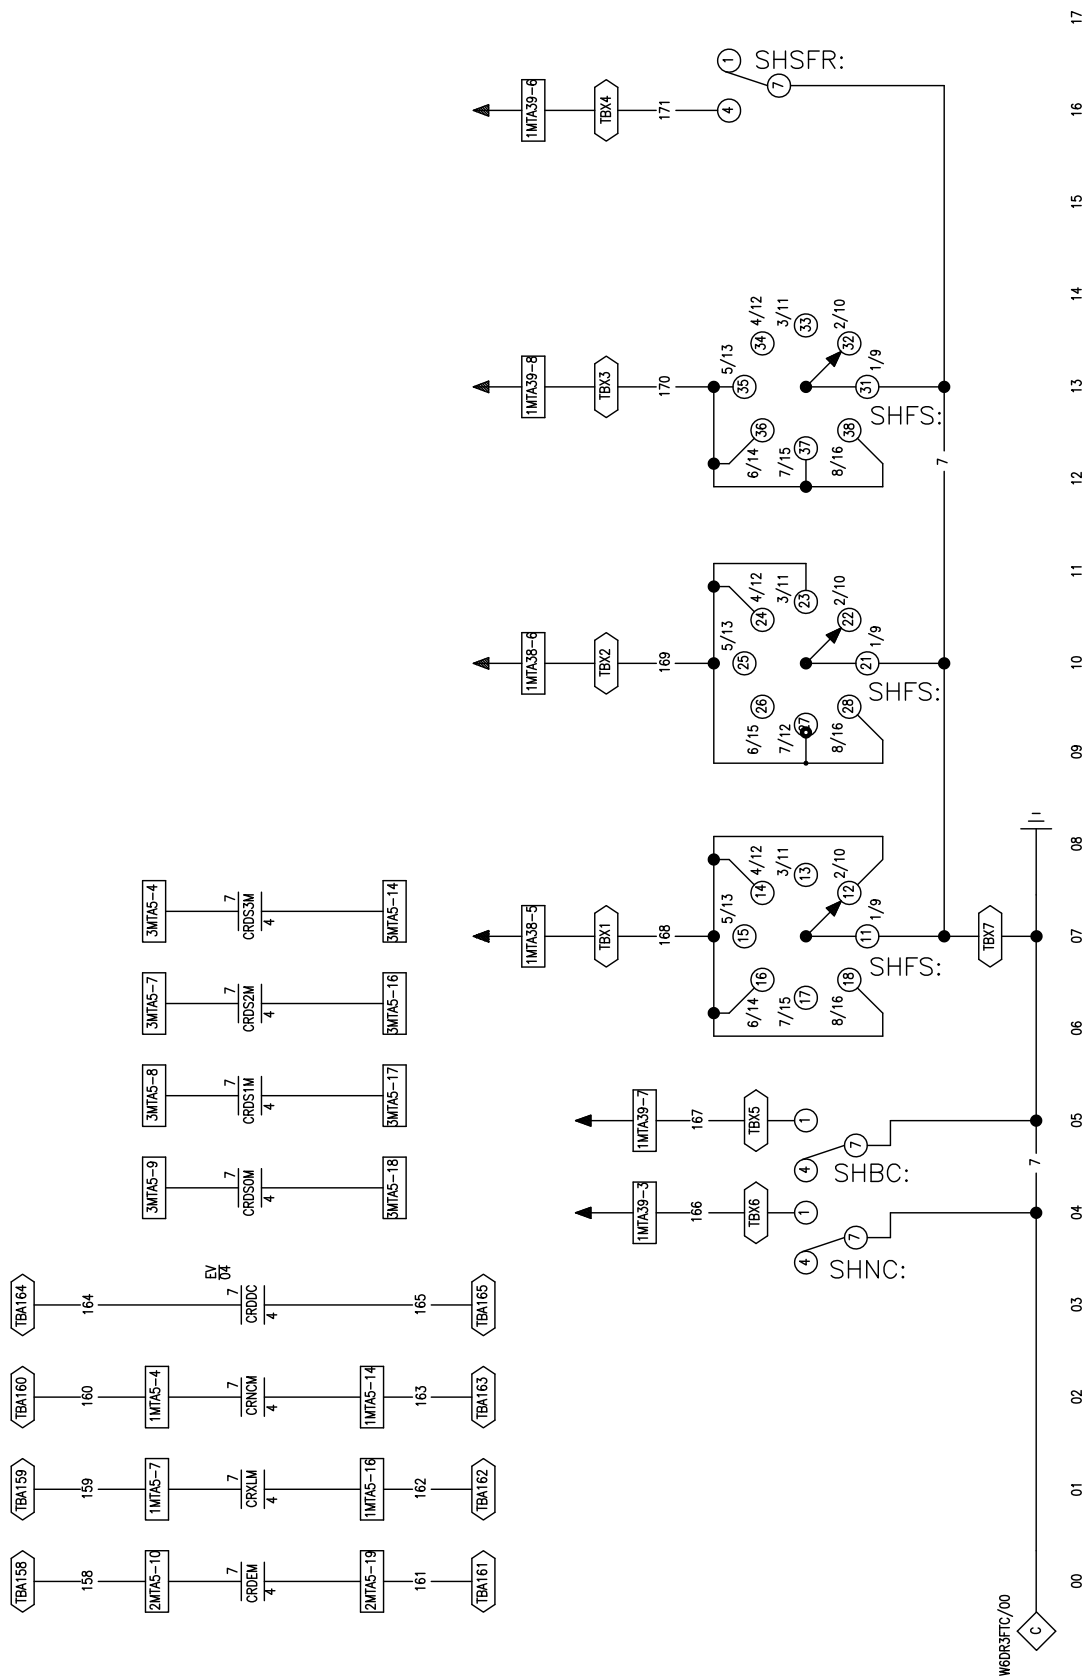 TBA158
158
2MTA5-10
7
CRDEM
4
2MTA5-19
161
TBA161
TBA159
159
1MTA5-7
7
CRXLM
4
1MTA5-16
162
TBA162
TBA160
160
1MTA5-4
7
CRNCM
4
1MTA5-14
163
TBA163
TBA164
164
EV
04
7
CRDDC
4
165
TBA165
3MTA5-9
7
CRDS0M
4
3MTA5-18
3MTA5-8
7
CRDS1M
4
3MTA5-17
3MTA5-7
7
CRDS2M
4
3MTA5-16
3MTA5-4
7
CRDS3M
4
3MTA5-14
1MTA39-3
166
TBX6
1
4
7
SHNC:
1MTA39-7
167
TBX5
1
4
7
SHBC:
1MTA38-5
TBX1
168
5/13
15
6/14
16
4/12
14
7/15
17
3/11
13
8/16
18
2/10
12
11
1/9
SHFS:
TBX7
1MTA38-6
TBX2
169
5/13
25
6/15
26
4/12
24
7/12
27
3/11
23
8/16
28
2/10
22
21
1/9
SHFS:
1MTA39-8
TBX3
170
5/13
35
6/14
36
4/12
34
7/15
37
3/11
33
8/16
38
2/10
32
31
1/9
SHFS:
1MTA39-6
TBX4
171
4
1
7
SHSFR:
7
7
W6DR3FTC/00
C
00
01
02
03
04
05
06
07
08
09
10
11
12
13
14
15
16
17